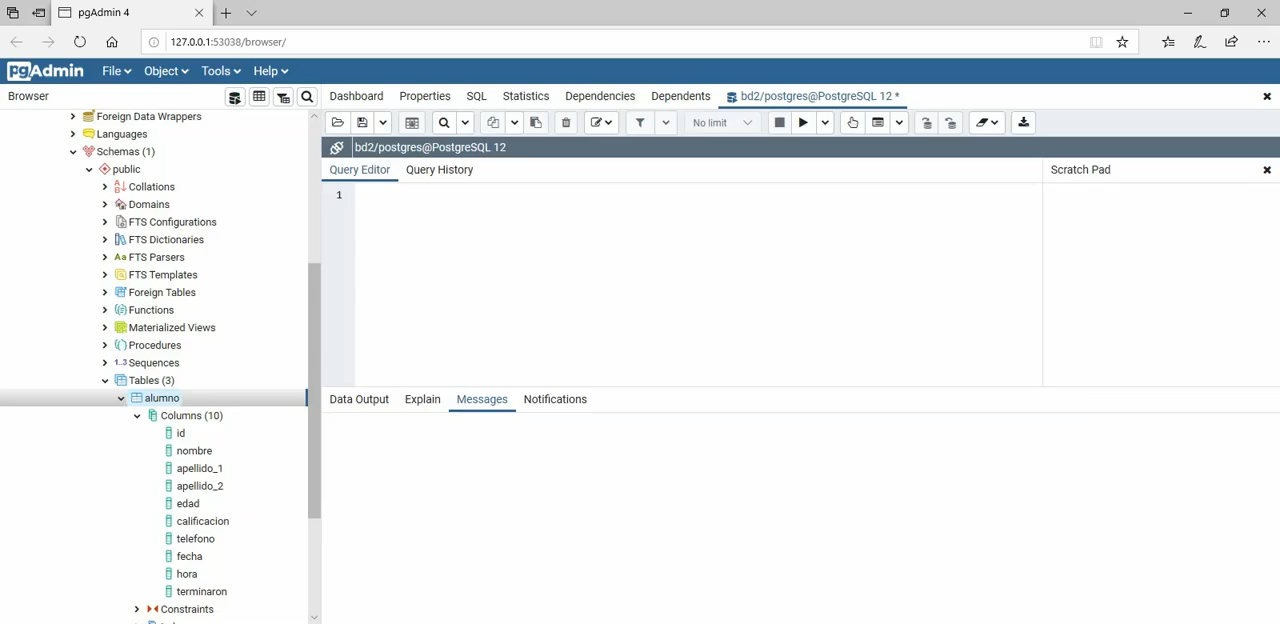 pgAdmin 4
127.0.0.1:53038/browser/
pgAdmin File Object Tools Help
Browser
Dashboard Properties SQL Statistics Dependencies Dependents bd2/postgres@PostgreSQL 12 *
No limit
bd2/postgres@PostgreSQL 12
Query Editor Query History
Scratch Pad
1
Foreign Data Wrappers
Languages
Schemas (1)
public
Collations
Domains
FTS Configurations
FTS Dictionaries
Aa FTS Parsers
FTS Templates
Foreign Tables
Functions
Materialized Views
Procedures
1..3 Sequences
Tables (3)
alumno
Columns (10)
id
nombre
apellido_1
apellido_2
edad
calificacion
telefono
fecha
hora
terminaron
Constraints
Data Output Explain Messages Notifications